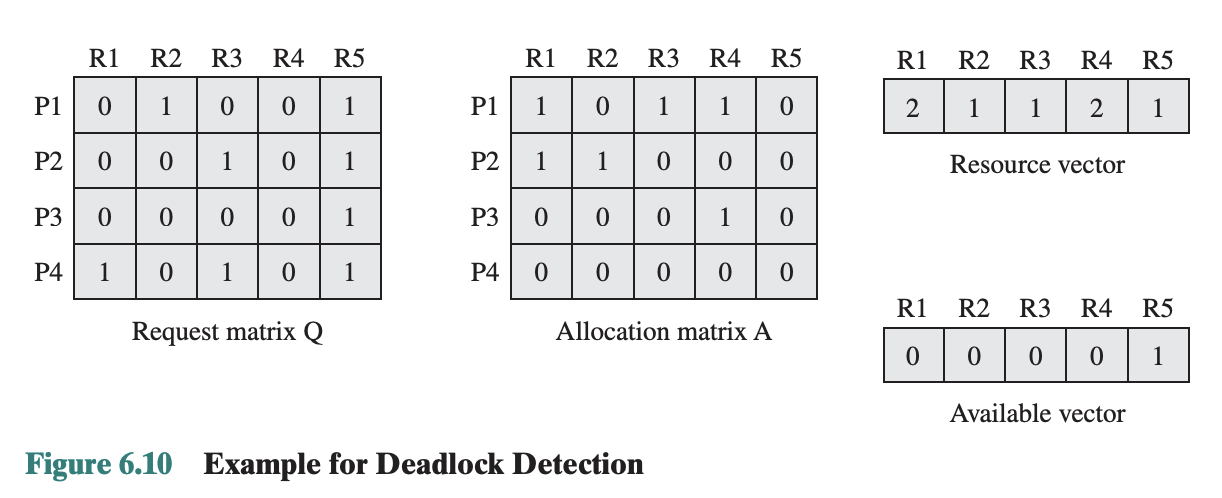 R1 R2 R3 R4 R5
P1 0 1 0 0 1
P2 0 0 1 0 1
P3 0 0 0 0 1
P4 1 0 1 0 1
Request matrix Q
R1 R2 R3 R4 R5
P1 1 0 1 1 0
P2 1 1 0 0 0
P3 0 0 0 1 0
P4 0 0 0 0 0
Allocation matrix A
R1 R2 R3 R4 R5
2 1 1 2 1
Resource vector
R1 R2 R3 R4 R5
0 0 0 0 1
Available vector
Figure 6.10 Example for Deadlock Detection